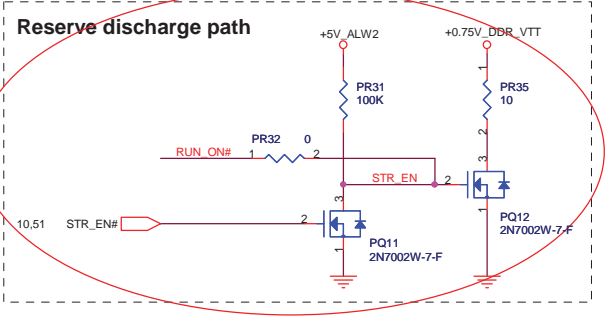 Reserve discharge path
+5V_ALW2
+0.75V_DDR_VTT
1
PR31
100K
PR35
10
PR32 0
RUN_ON#
1
2
2
3
STR_EN
2
10,51
STR_EN#
2
3
1
PQ12
2N7002W-7-F
PQ11
2N7002W-7-F
1